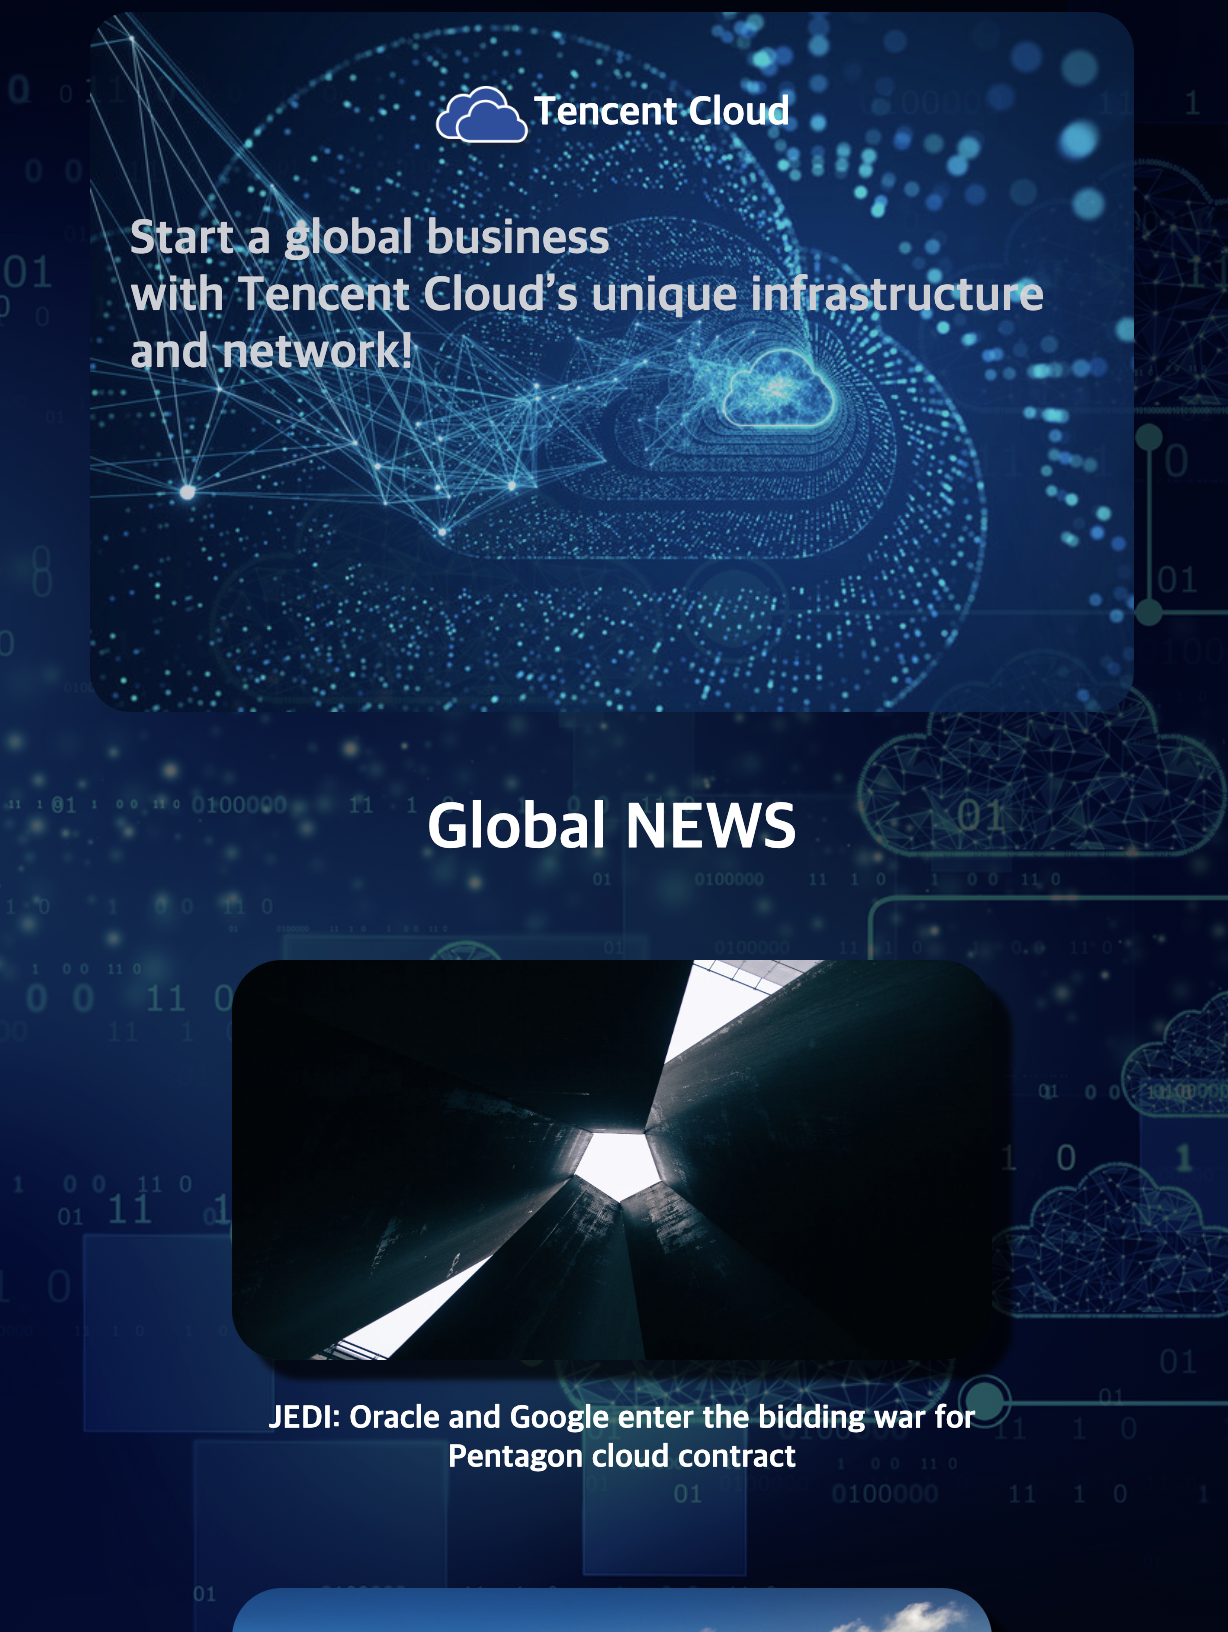 Tencent Cloud
Start a global business
with Tencent Cloud’s unique infrastructure
and network!
Global NEWS
JEDI: Oracle and Google enter the bidding war for
Pentagon cloud contract